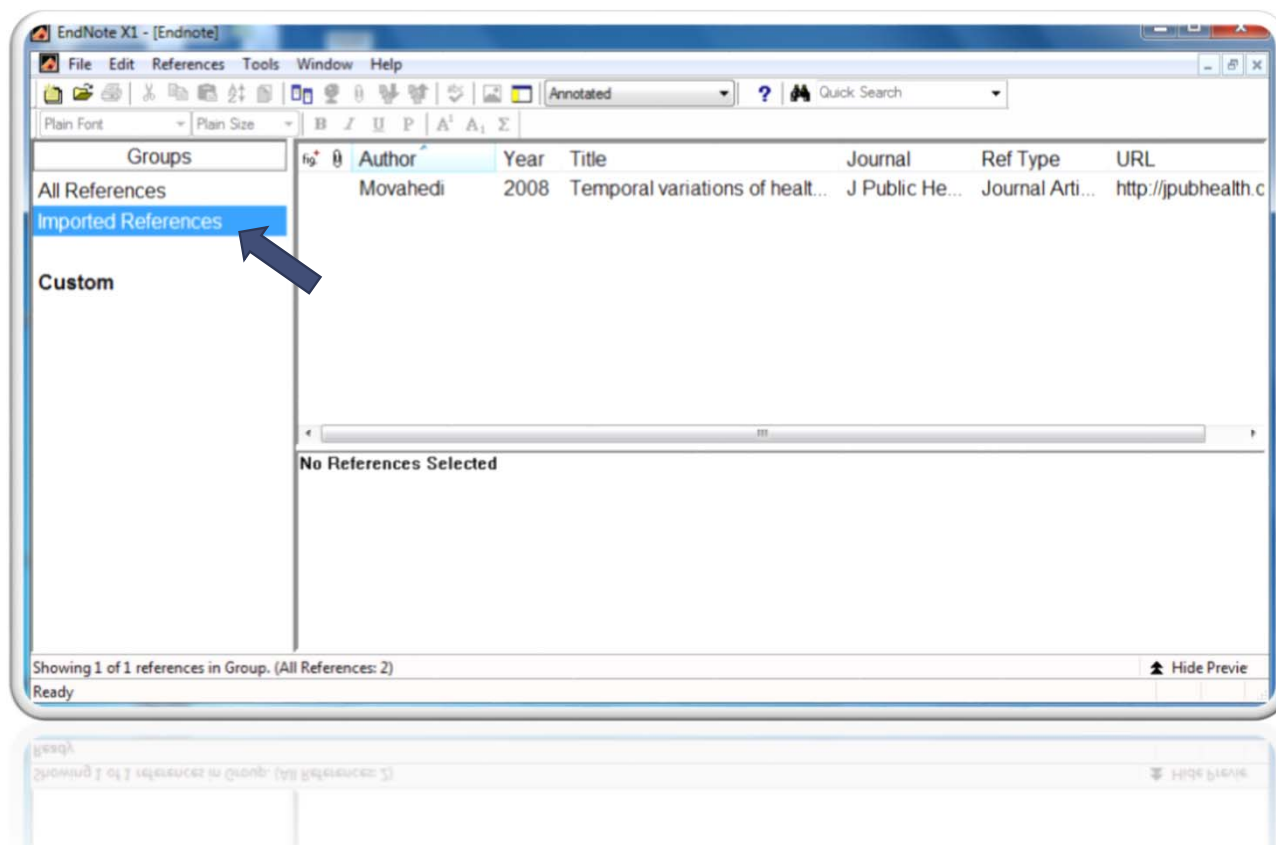 EndNote X1 - [Endnote]
File Edit References Tools Window Help
Annotated ? Quick Search
Plain Font Plain Size B I U P A¹ A₁ Σ
Groups fig Author Year Title Journal Ref Type URL
All References Movahedi 2008 Temporal variations of healt... J Public He... Journal Arti... http://jpubhealth.c
Imported References
Custom
No References Selected
Showing 1 of 1 references in Group. (All References: 2) Hide Previe
Ready